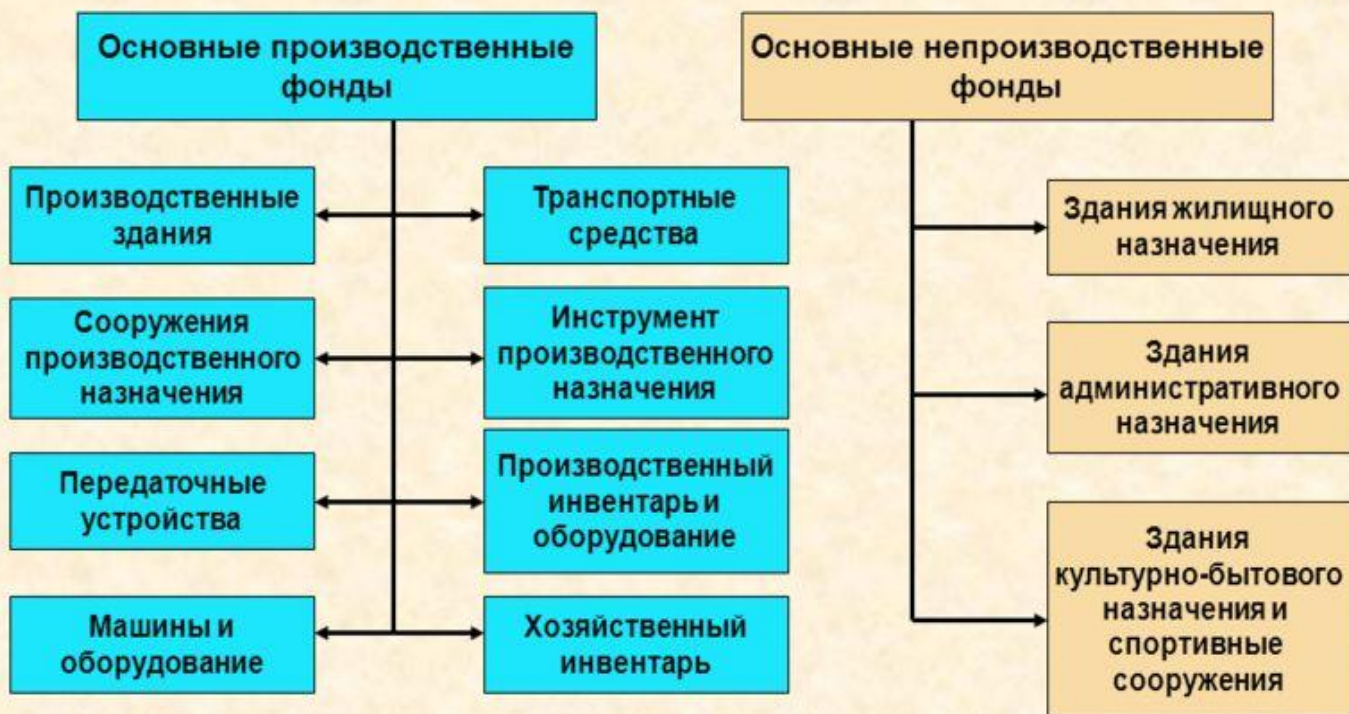 Основные производственные
фонды
Основные непроизводственные
фонды
Производственные
здания
Транспортные
средства
Здания жилищного
назначения
Сооружения
производственного
назначения
Инструмент
производственного
назначения
Здания
административного
назначения
Передаточные
устройства
Производственный
инвентарь и
оборудование
Здания
культурно-бытового
назначения и
спортивные
сооружения
Машины и
оборудование
Хозяйственный
инвентарь